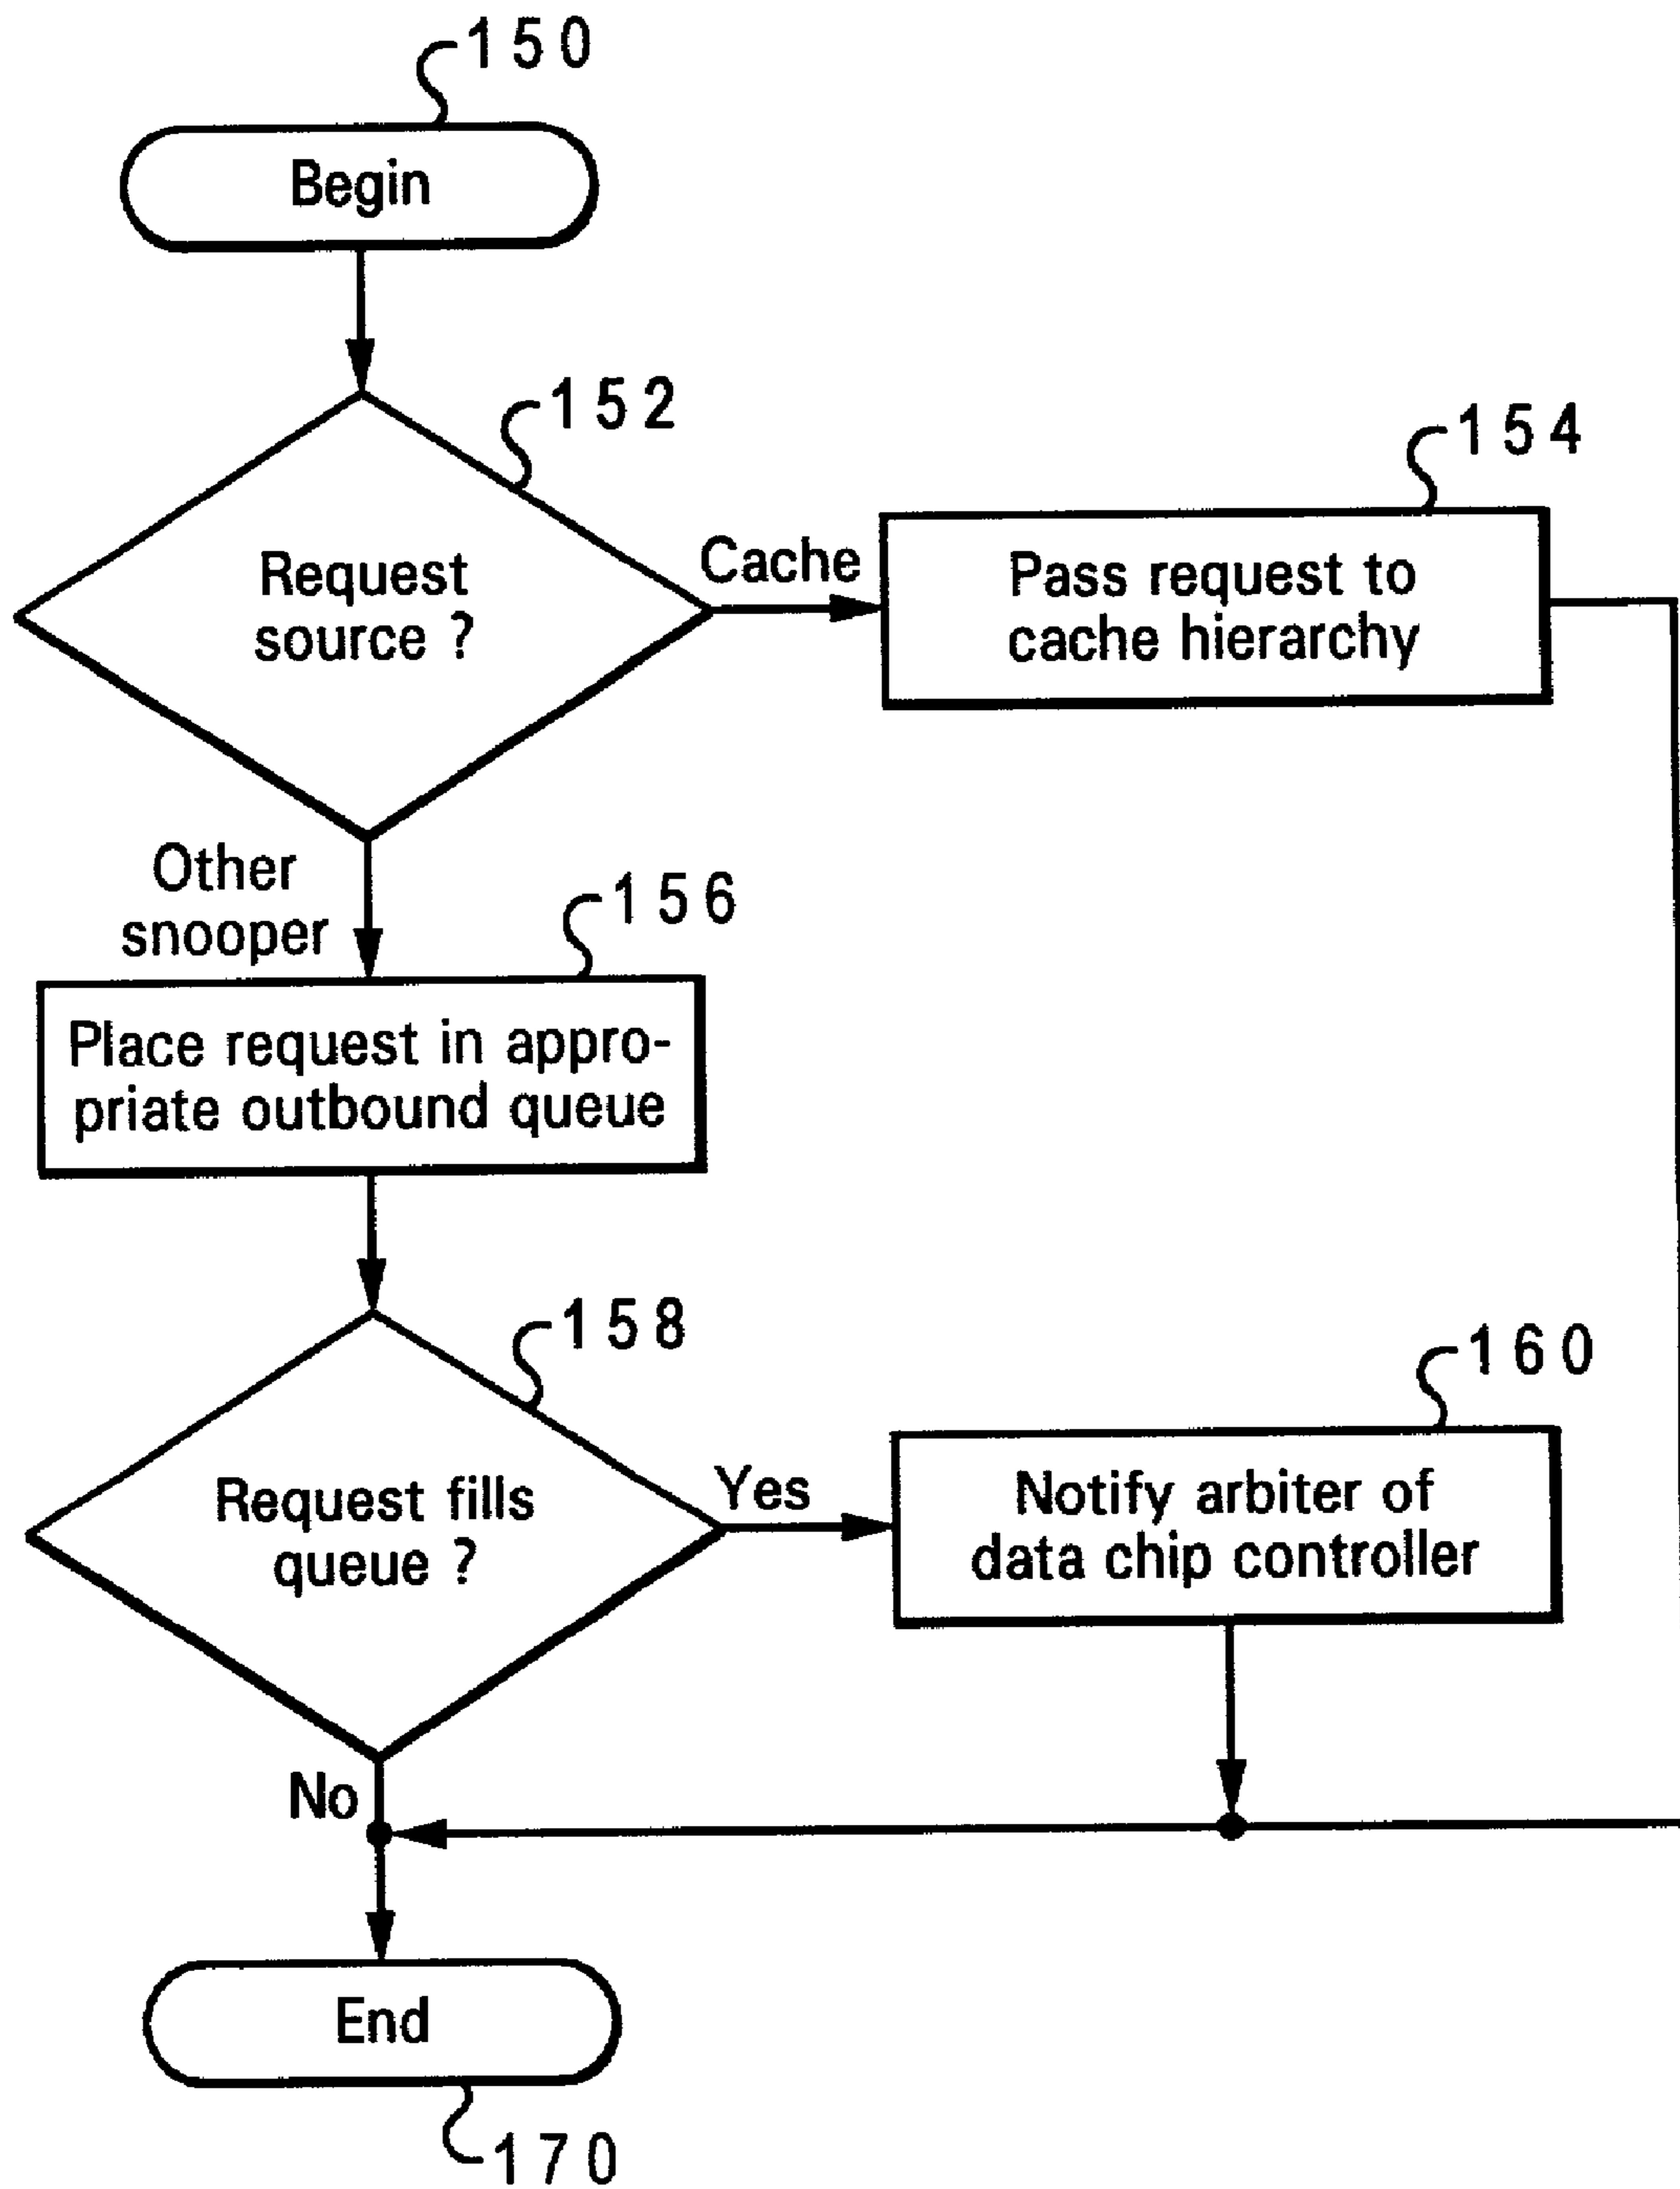 150
Begin
152
Request
source ?
Cache
154
Pass request to
cache hierarchy
Other
snooper
156
Place request in appro-
priate outbound queue
158
Request fills
queue ?
Yes
160
Notify arbiter of
data chip controller
No
End
170